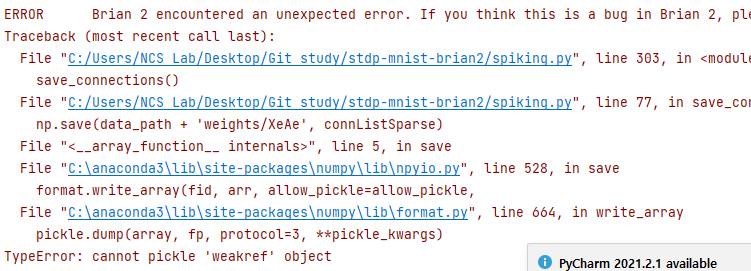 ERROR      Brian 2 encountered an unexpected error. If you think this is a bug in Brian 2, ple
Traceback (most recent call last):
  File "C:/Users/NCS Lab/Desktop/Git study/stdp-mnist-brian2/spiking.py", line 303, in <module
    save_connections()
  File "C:/Users/NCS Lab/Desktop/Git study/stdp-mnist-brian2/spiking.py", line 77, in save_con
    np.save(data_path + 'weights/XeAe', connListSparse)
  File "<__array_function__ internals>", line 5, in save
  File "C:\anaconda3\lib\site-packages\numpy\lib\npyio.py", line 528, in save
    format.write_array(fid, arr, allow_pickle=allow_pickle,
  File "C:\anaconda3\lib\site-packages\numpy\lib\format.py", line 664, in write_array
    pickle.dump(array, fp, protocol=3, **pickle_kwargs)
TypeError: cannot pickle 'weakref' object
PyCharm 2021.2.1 available